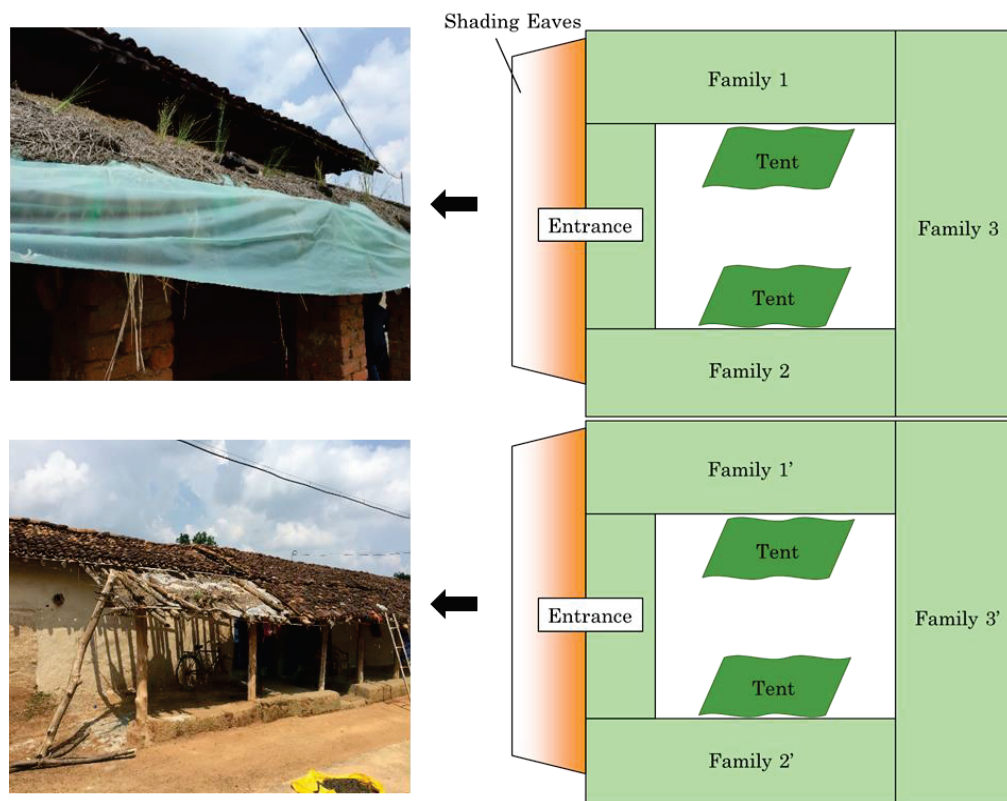 Shading Eaves
Family 1
Tent
Entrance
Family 3
Tent
Family 2
Family 1’
Tent
Entrance
Family 3’
Tent
Family 2’